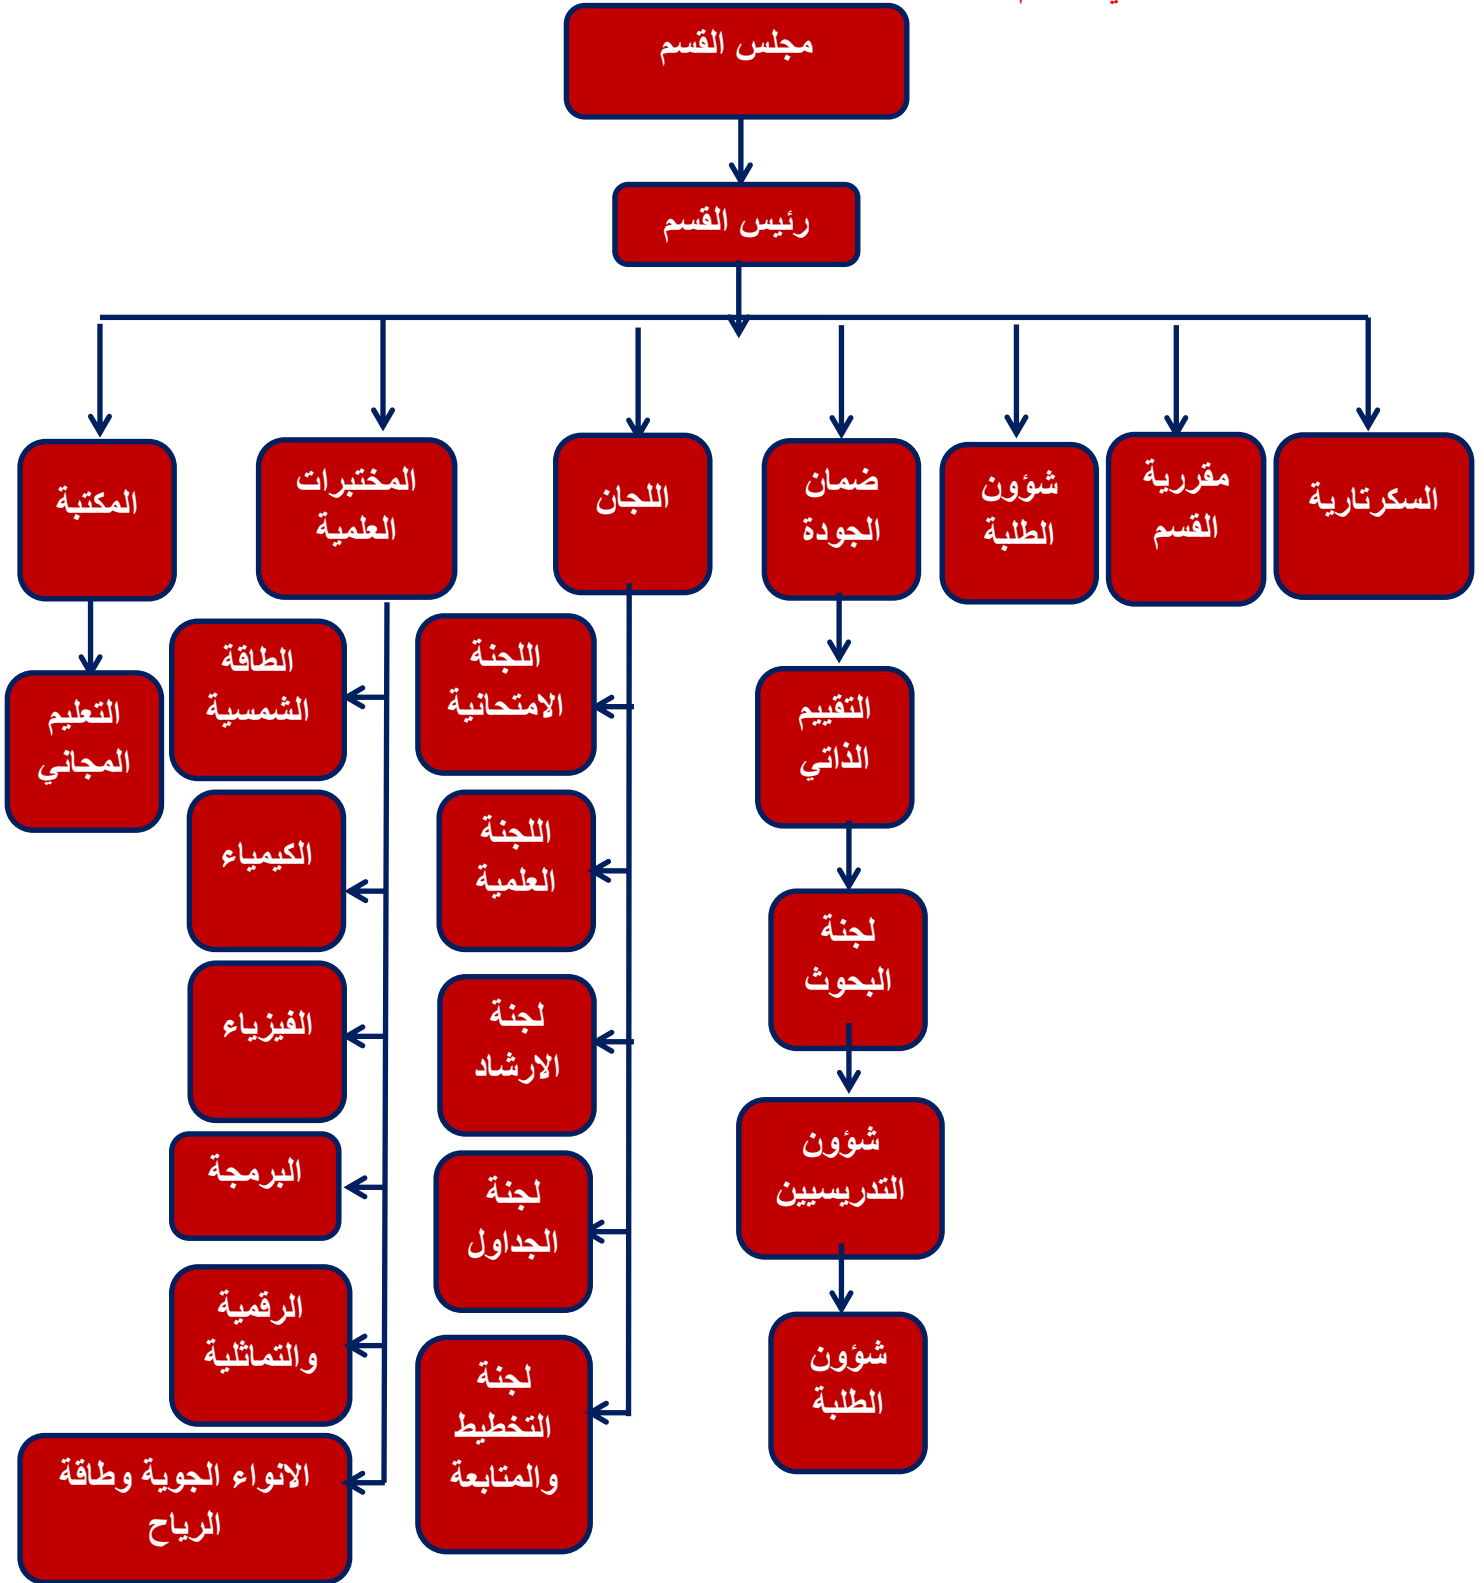 مجلس القسم
رئيس القسم
السكرتارية
مقررية
القسم
شؤون
الطلبة
ضمان
الجودة
اللجان
المختبرات
العلمية
المكتبة
التقييم
الذاتي
لجنة
البحوث
شؤون
التدريسيين
شؤون
الطلبة
اللجنة
الامتحانية
اللجنة
العلمية
لجنة
الارشاد
لجنة
الجداول
لجنة
التخطيط
والمتابعة
الطاقة
الشمسية
الكيمياء
الفيزياء
البرمجة
الرقمية
والتماثلية
الانواء الجوية وطاقة
الرياح
التعليم
المجاني